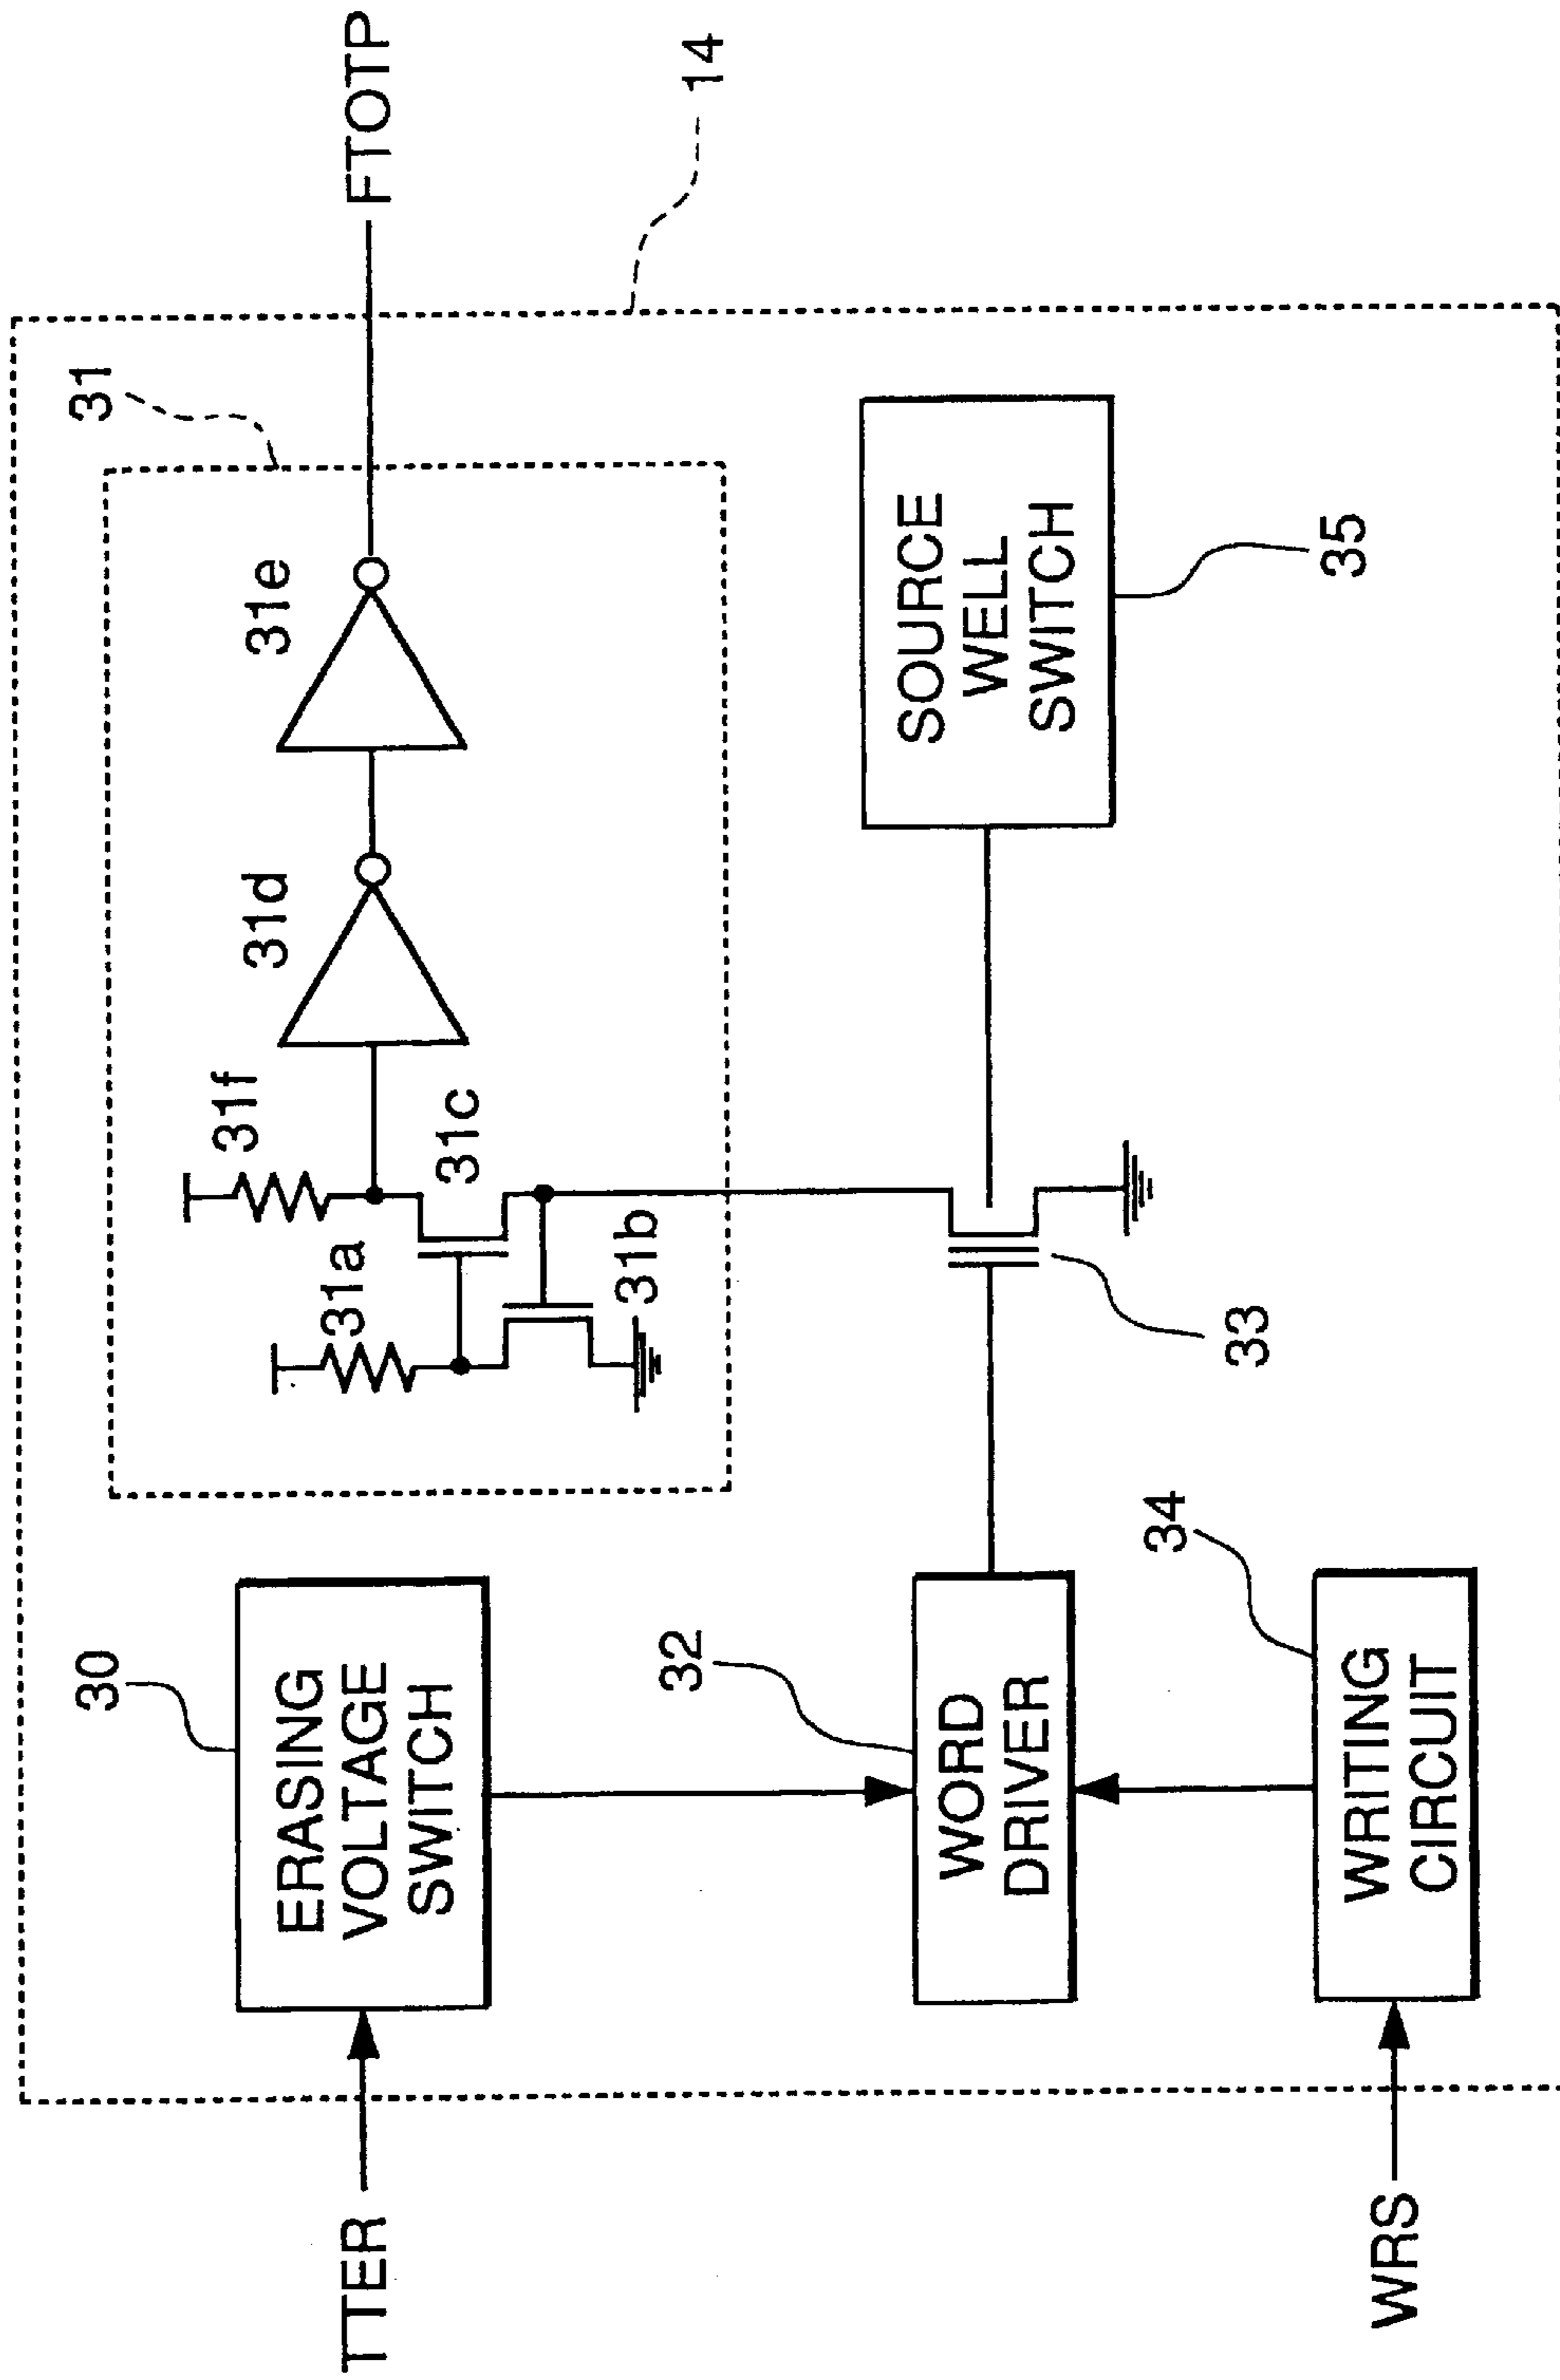 14
31
FTOTP
31e
31d
31f
31c
31a
31b
30
ERASING
VOLTAGE
SWITCH
TTER
SOURCE
WELL
SWITCH
35
33
32
WORD
DRIVER
34
WRITING
CIRCUIT
WRS